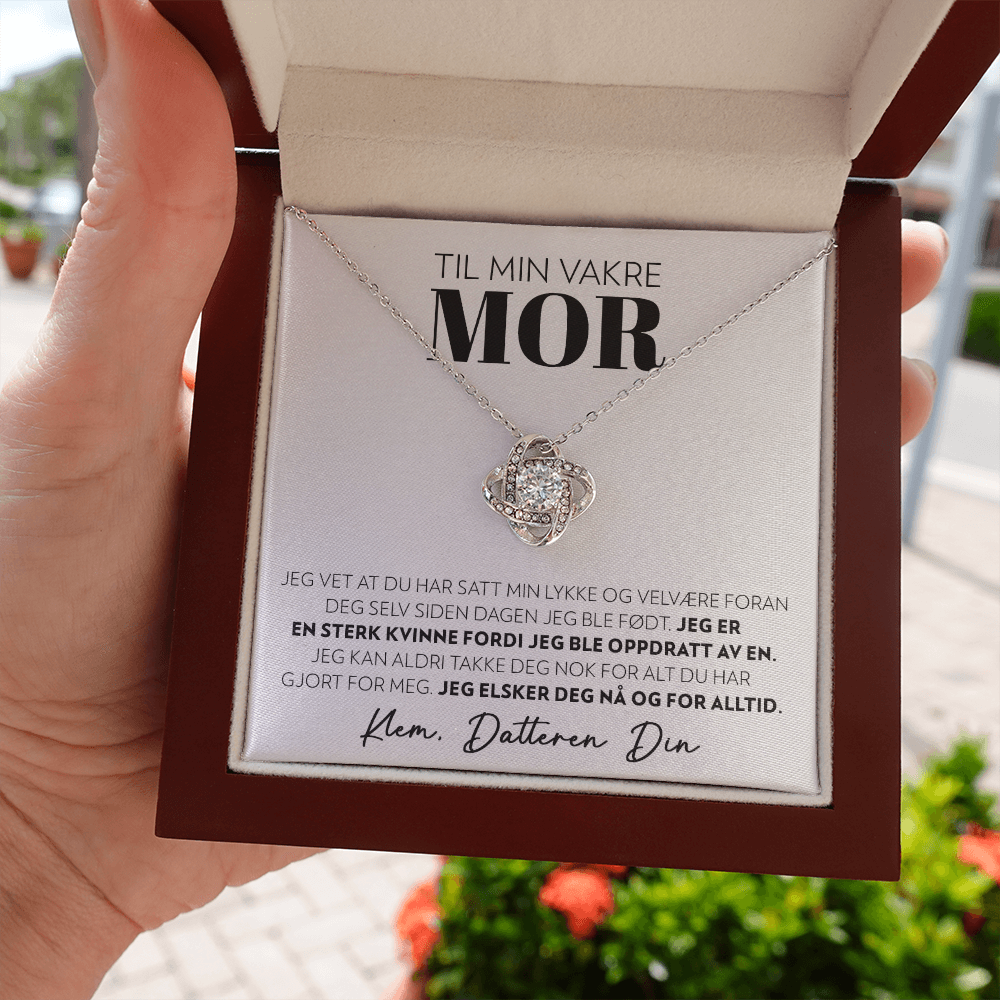 TIL MIN VAKRE
MOR
JEG VET AT DU HAR SATT MIN LYKKE OG VELVÆRE FORAN
DEG SELV SIDEN DAGEN JEG BLE FØDT. JEG ER
EN STERK KVINNE FORDI JEG BLE OPPDRATT AV EN.
JEG KAN ALDRI TAKKE DEG NOK FOR ALT DU HAR
GJORT FOR MEG. JEG ELSKER DEG NÅ OG FOR ALLTID.
Klem, Datteren Din